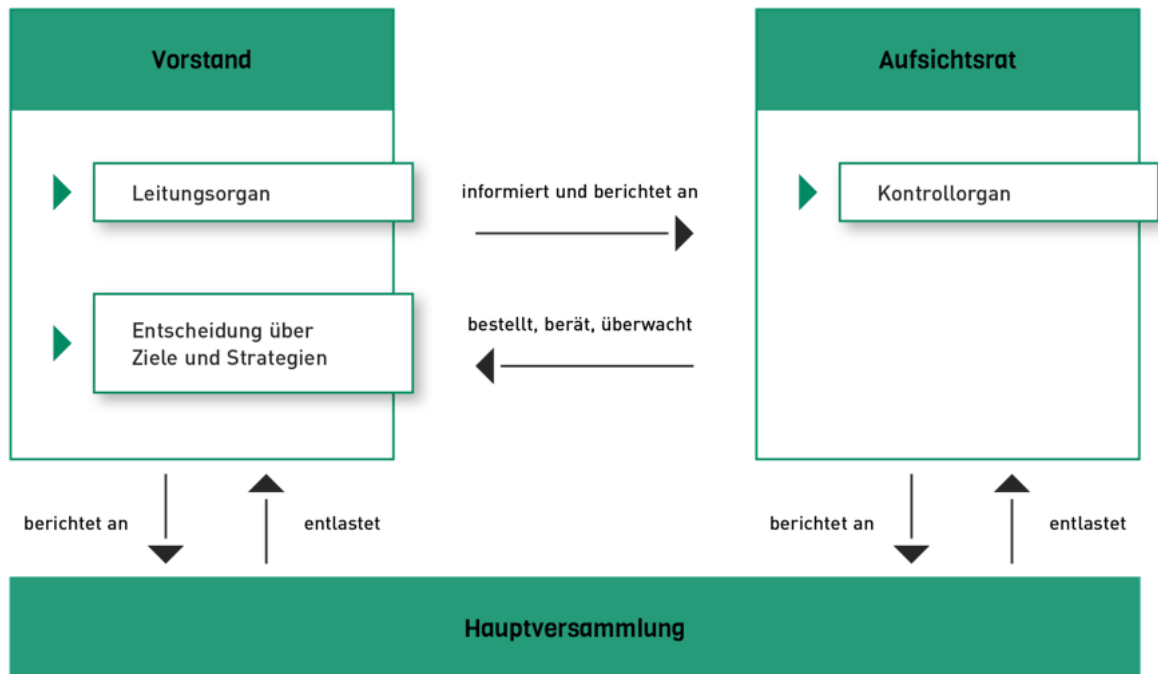 Vorstand
Aufsichtsrat
Leitungsorgan
informiert und berichtet an
Kontrollorgan
Entscheidung über
Ziele und Strategien
bestellt, berät, überwacht
berichtet an
entlastet
berichtet an
entlastet
Hauptversammlung